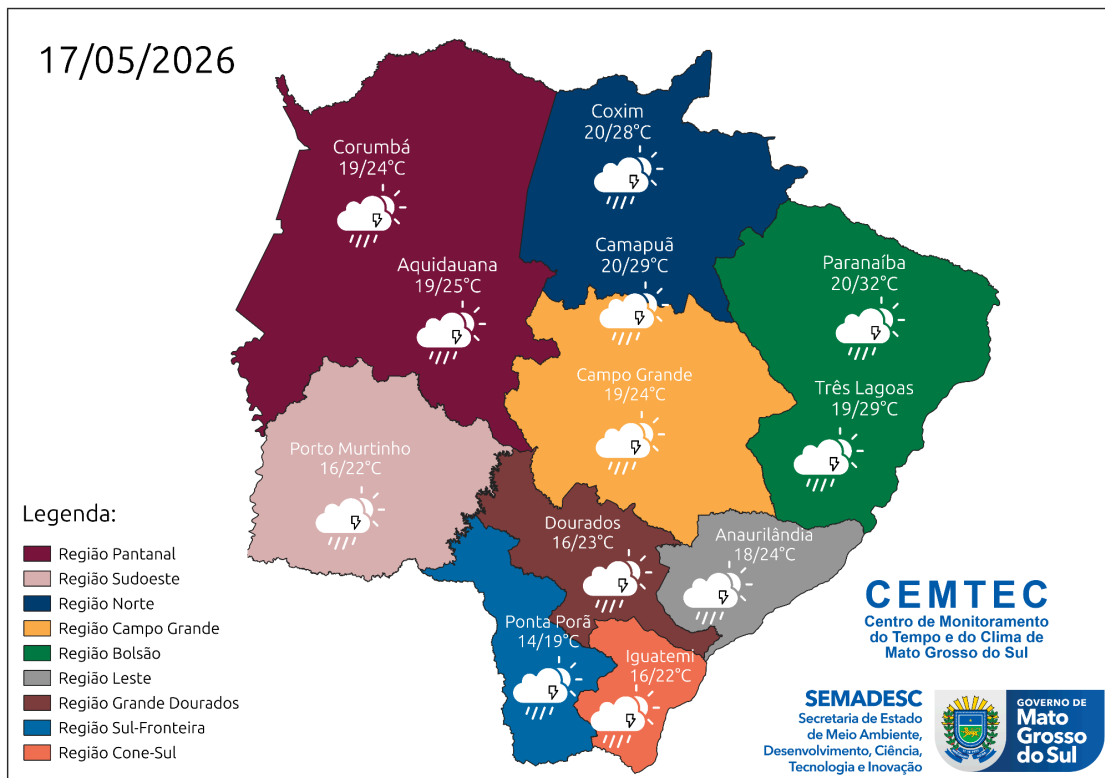 17/05/2026
Coxim
20/28°C
Corumbá
19/24°C
Camapuã
20/29°C
Aquidauana
19/25°C
Paranaíba
20/32°C
Campo Grande
19/24°C
Três Lagoas
19/29°C
Porto Murtinho
16/22°C
Dourados
16/23°C
Anaurilândia
18/24°C
Ponta Porã
14/19°C
Iguatemi
16/22°C
Legenda:
Região Pantanal
Região Sudoeste
Região Norte
Região Campo Grande
Região Bolsão
Região Leste
Região Grande Dourados
Região Sul-Fronteira
Região Cone-Sul
CEMTEC
Centro de Monitoramento
do Tempo e do Clima de
Mato Grosso do Sul
SEMADESC
Secretaria de Estado
de Meio Ambiente,
Desenvolvimento, Ciência,
Tecnologia e Inovação
GOVERNO DE
Mato
Grosso
do Sul